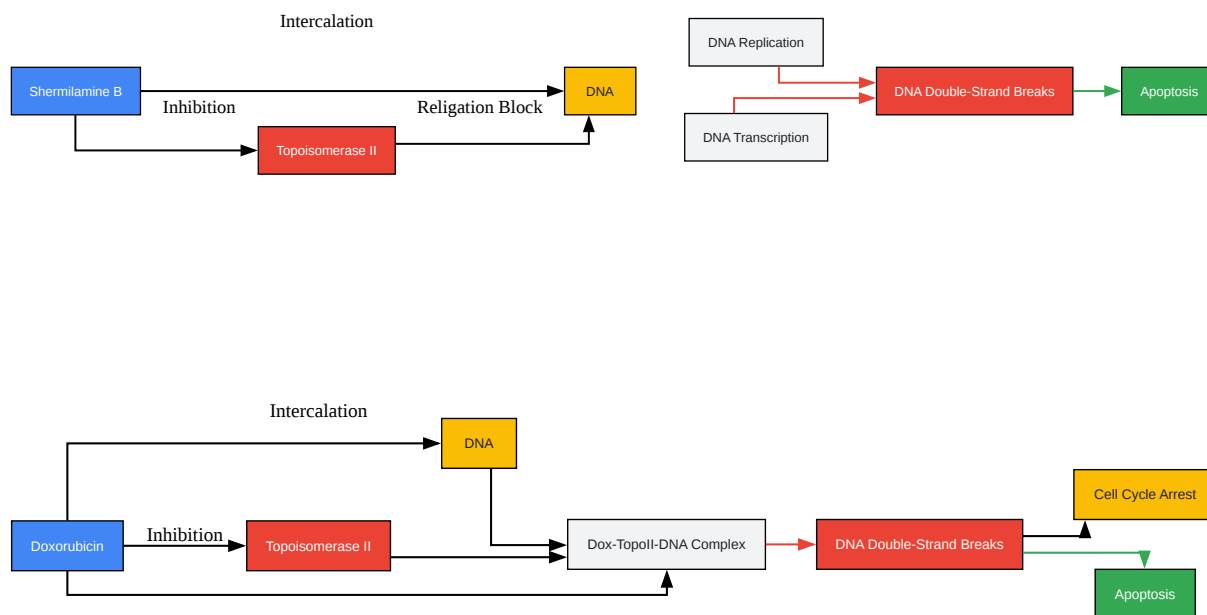 Intercalation
DNA Replication
Shermilamine B
DNA
DNA Double-Strand Breaks
Apoptosis
Inhibition
Religation Block
Topoisomerase II
DNA Transcription
Intercalation
DNA
Cell Cycle Arrest
Doxorubicin
Inhibition
Topoisomerase II
Dox-TopoII-DNA Complex
DNA Double-Strand Breaks
Apoptosis